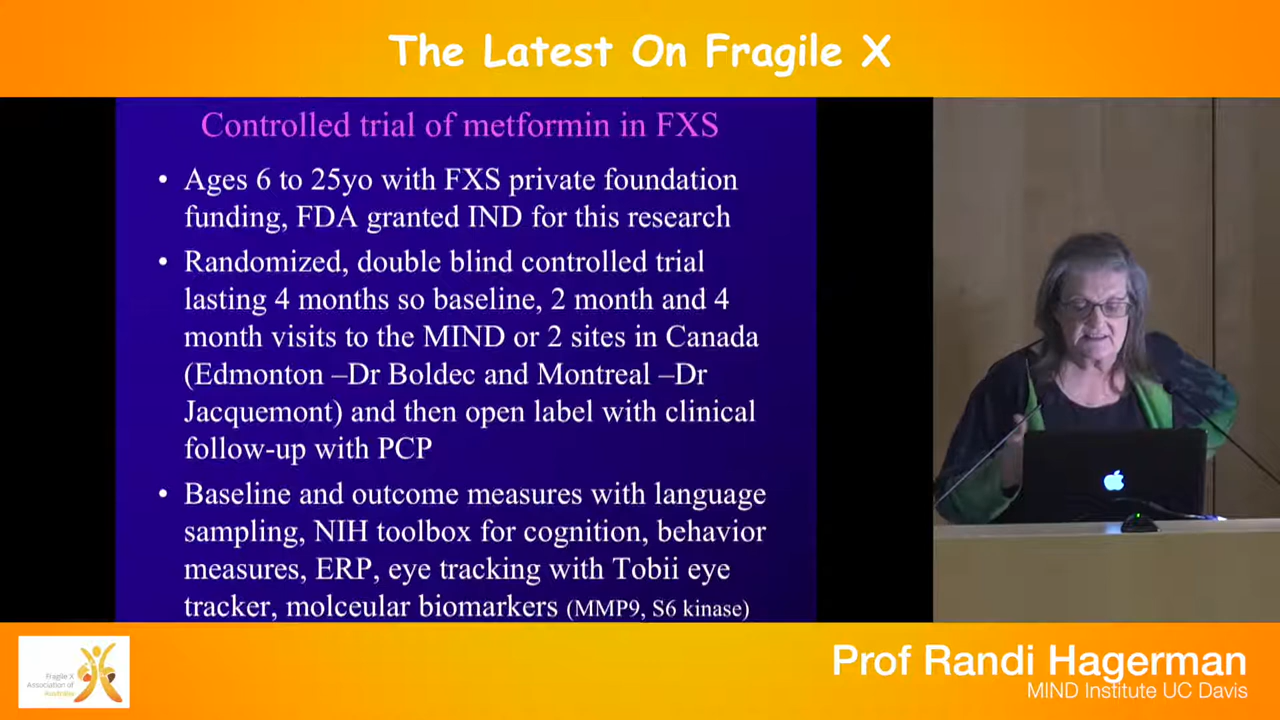 The Latest On Fragile X
Controlled trial of metformin in FXS
• Ages 6 to 25yo with FXS private foundation
funding, FDA granted IND for this research
• Randomized, double blind controlled trial
lasting 4 months so baseline, 2 month and 4
month visits to the MIND or 2 sites in Canada
(Edmonton –Dr Boldec and Montreal –Dr
Jacquemont) and then open label with clinical
follow-up with PCP
• Baseline and outcome measures with language
sampling, NIH toolbox for cognition, behavior
measures, ERP, eye tracking with Tobii eye
tracker, molceular biomarkers (MMP9, S6 kinase)
Fragile X
Association of
Australia
Prof Randi Hagerman
MIND Institute UC Davis